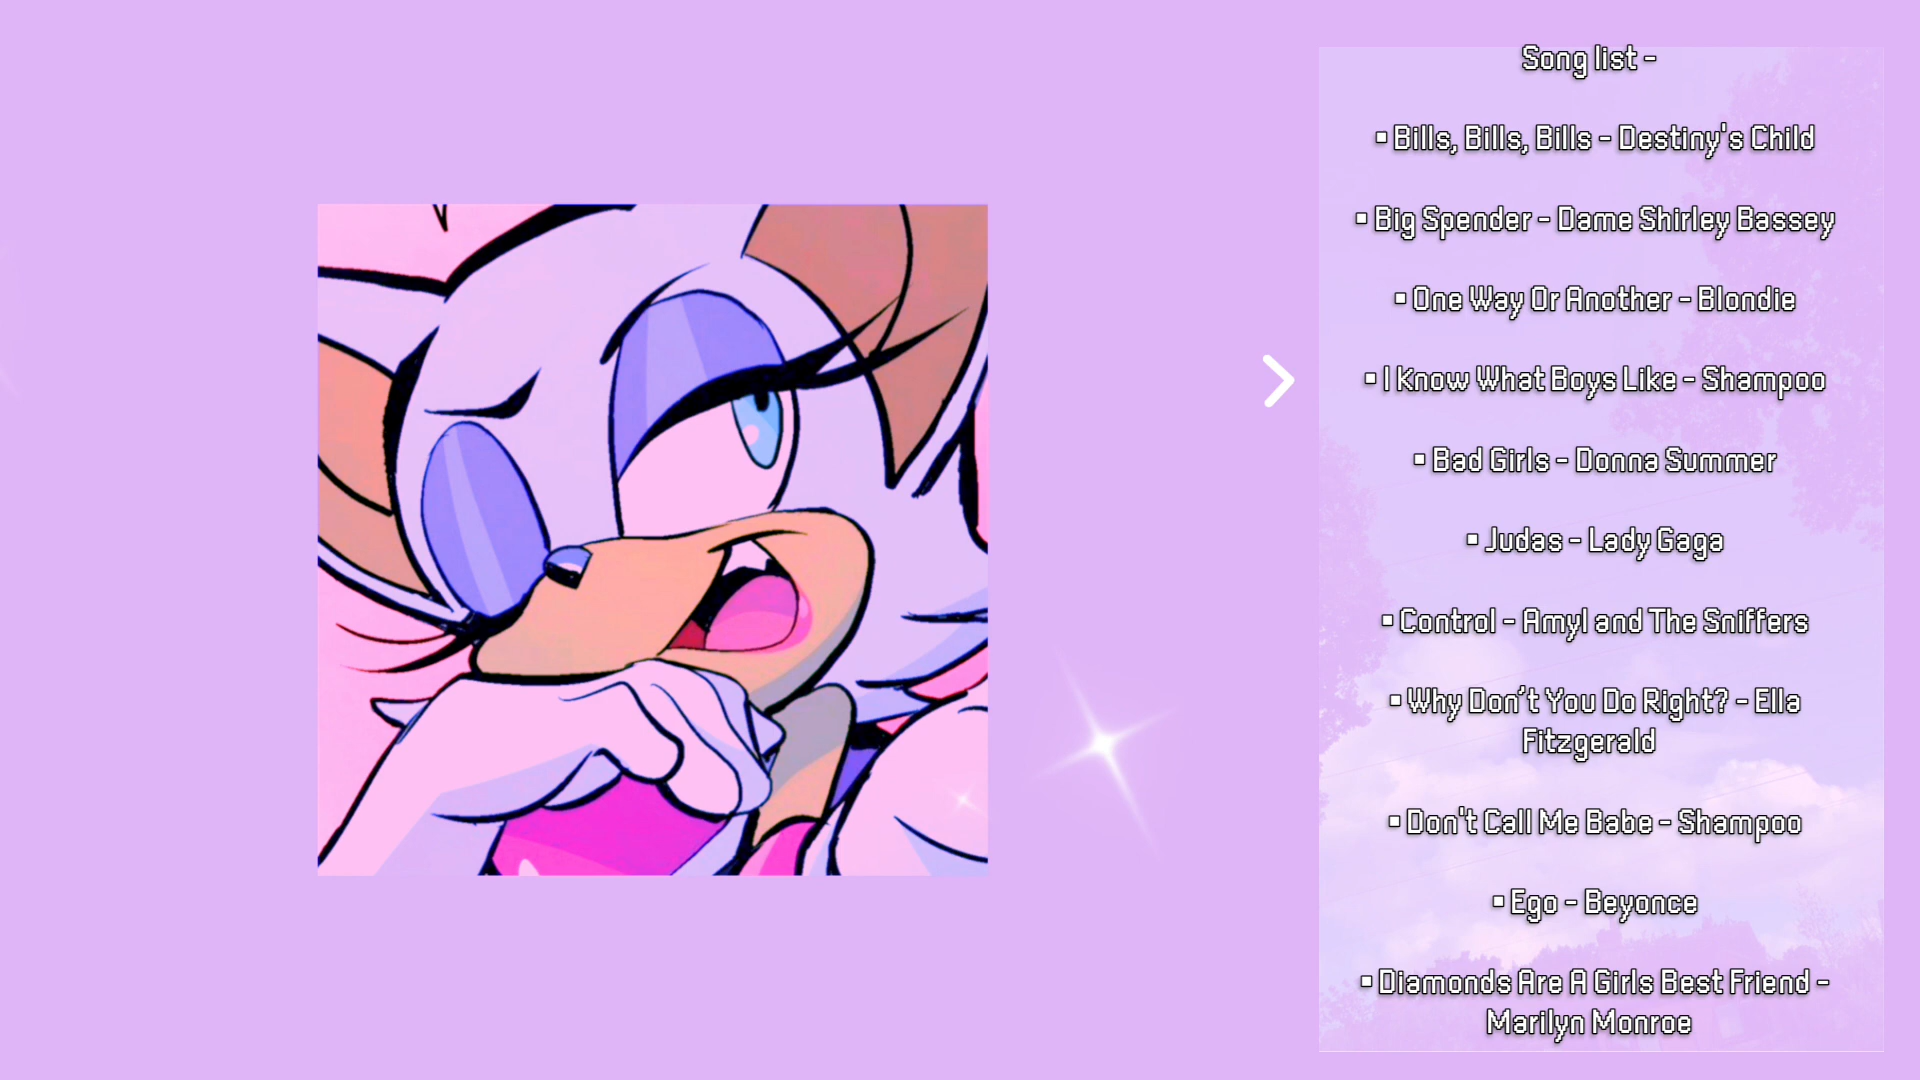 Song list -
▪ Bills, Bills, Bills - Destiny's Child
▪ Big Spender - Dame Shirley Bassey
▪ One Way Or Another - Blondie
▪ I Know What Boys Like - Shampoo
▪ Bad Girls - Donna Summer
▪ Judas - Lady Gaga
▪ Control - Amyl and The Sniffers
▪ Why Don’t You Do Right? - Ella
Fitzgerald
▪ Don't Call Me Babe - Shampoo
▪ Ego - Beyonce
▪ Diamonds Are A Girls Best Friend -
Marilyn Monroe